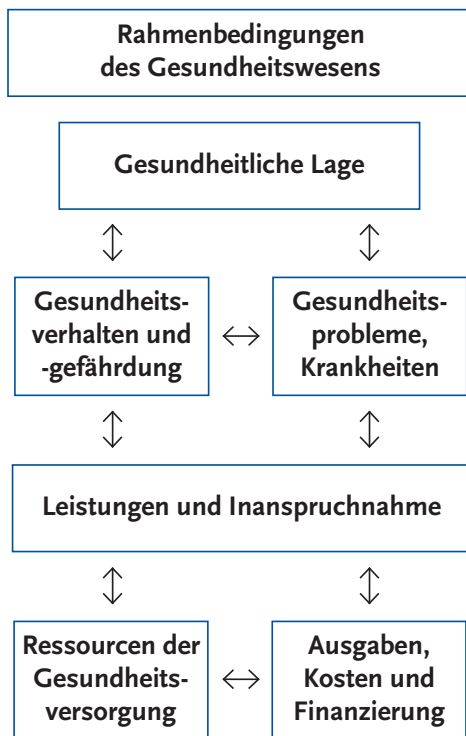 Rahmenbedingungen
des Gesundheitswesens
Gesundheitliche Lage
Gesundheits-
verhalten und
-gefährdung
Gesundheits-
probleme,
Krankheiten
Leistungen und Inanspruchnahme
Ressourcen der
Gesundheits-
versorgung
Ausgaben,
Kosten und
Finanzierung